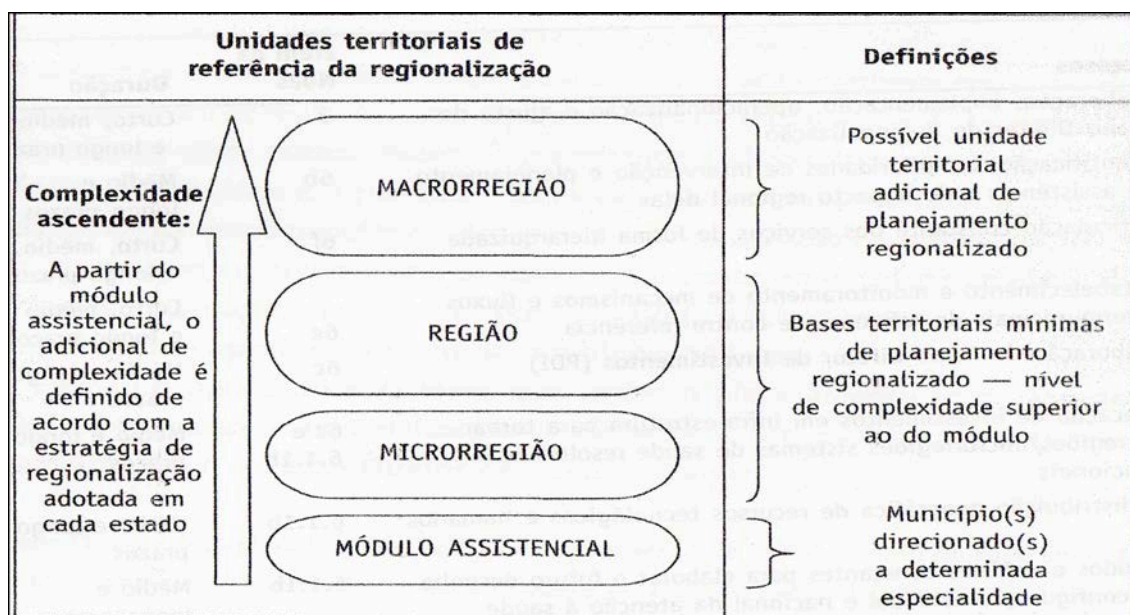 Unidades territoriais de
referência da regionalização
Definições
Complexidade
ascendente:
A partir do
módulo
assistencial, o
adicional de
complexidade é
definido de
acordo com a
estratégia de
regionalização
adotada em
cada estado
MACRORREGIÃO
Possível unidade
territorial
adicional de
planejamento
regionalizado
REGIÃO
MICRORREGIÃO
Bases territoriais mínimas
de planejamento
regionalizado — nível
de complexidade superior
ao do módulo
MÓDULO ASSISTENCIAL
Município(s)
direcionado(s)
a determinada
especialidade